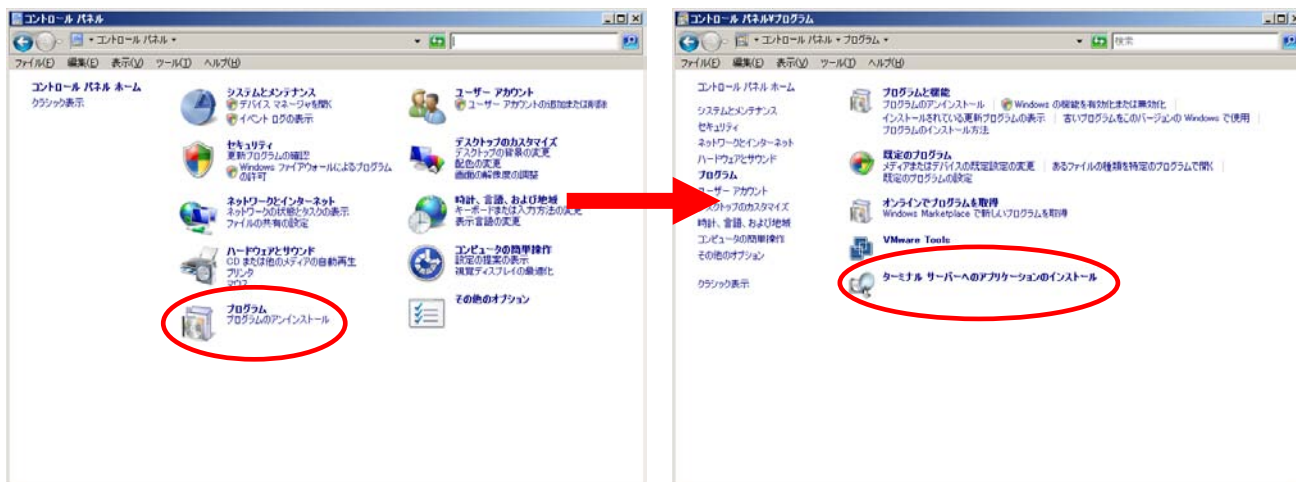 コントロール パネル
コントロール パネル
ファイル(F) 編集(E) 表示(V) ツール(T) ヘルプ(H)
コントロール パネル ホーム
クラシック表示
システムとメンテナンス
デバイス マネージャを開く
イベント ログの表示
セキュリティ
更新プログラムの確認
Windows ファイアウォールによるプログラム
の許可
ネットワークとインターネット
ネットワークの状態とタスクの表示
ファイルの共有の設定
ハードウェアとサウンド
CD または他のメディアの自動再生
プリンタ
マウス
プログラム
プログラムのアンインストール
ユーザー アカウント
ユーザー アカウントの追加または削除
デスクトップのカスタマイズ
デスクトップの背景の変更
配色の変更
画面の解像度の調整
時計、言語、および地域
キーボードまたは入力方法の変更
表示言語の変更
コンピュータの簡単操作
設定の提案の表示
視覚ディスプレイの最適化
その他のオプション
コントロール パネル¥プログラム
コントロール パネル プログラム
検索
ファイル(F) 編集(E) 表示(V) ツール(T) ヘルプ(H)
コントロール パネル ホーム
システムとメンテナンス
セキュリティ
ネットワークとインターネット
ハードウェアとサウンド
プログラム
ユーザー アカウント
デスクトップのカスタマイズ
時計、言語、および地域
コンピュータの簡単操作
その他のオプション
クラシック表示
プログラムと機能
プログラムのアンインストール Windows の機能を有効化または無効化
インストールされている更新プログラムの表示 古いプログラムをこのバージョンの Windows で使用
プログラムのインストール方法
既定のプログラム
メディアまたはデバイスの既定設定の変更 あるファイルの種類を特定のプログラムで開く
既定のプログラムの設定
オンラインでプログラムを取得
Windows Marketplace で新しいプログラムを取得
VMware Tools
ターミナル サーバーへのアプリケーションのインストール